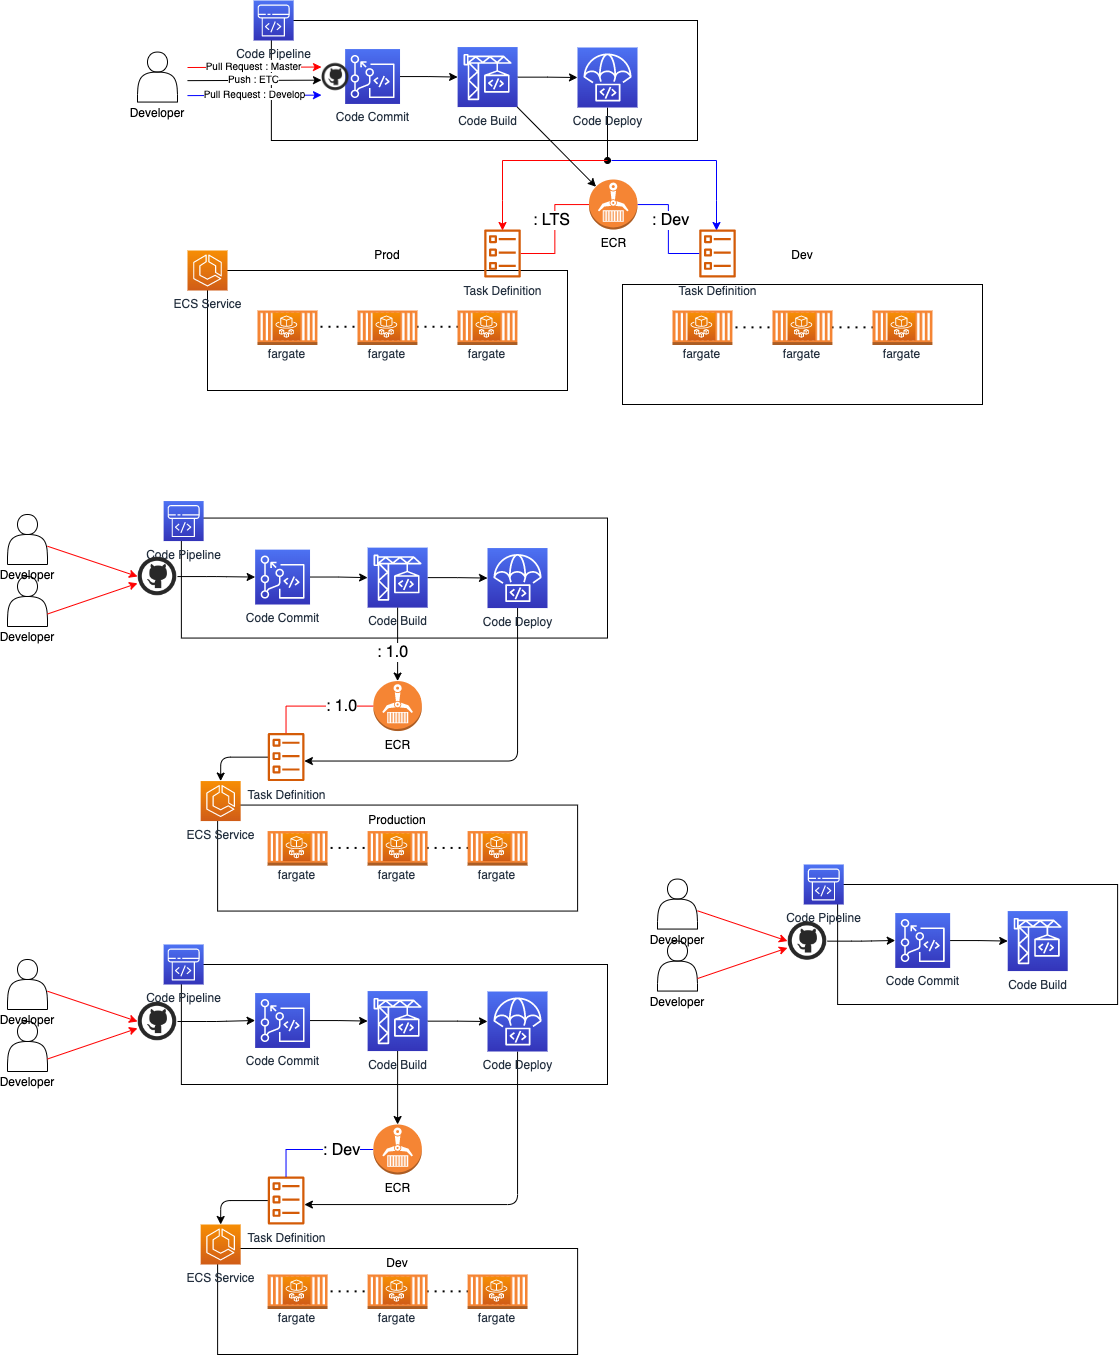 Code Pipeline
Pull Request : Master
Push : ETC
Pull Request : Develop
Developer
Code Commit
Code Build
Code Deploy
: LTS
: Dev
ECR
Prod
Dev
Task Definition
Task Definition
ECS Service
fargate
fargate
fargate
fargate
fargate
fargate
Code Pipeline
Developer
Developer
Code Commit
Code Build
Code Deploy
: 1.0
: 1.0
ECR
Task Definition
ECS Service
Production
fargate
fargate
fargate
Code Pipeline
Developer
Developer
Code Commit
Code Build
Code Pipeline
Developer
Developer
Code Commit
Code Build
Code Deploy
: Dev
ECR
Task Definition
ECS Service
Dev
fargate
fargate
fargate